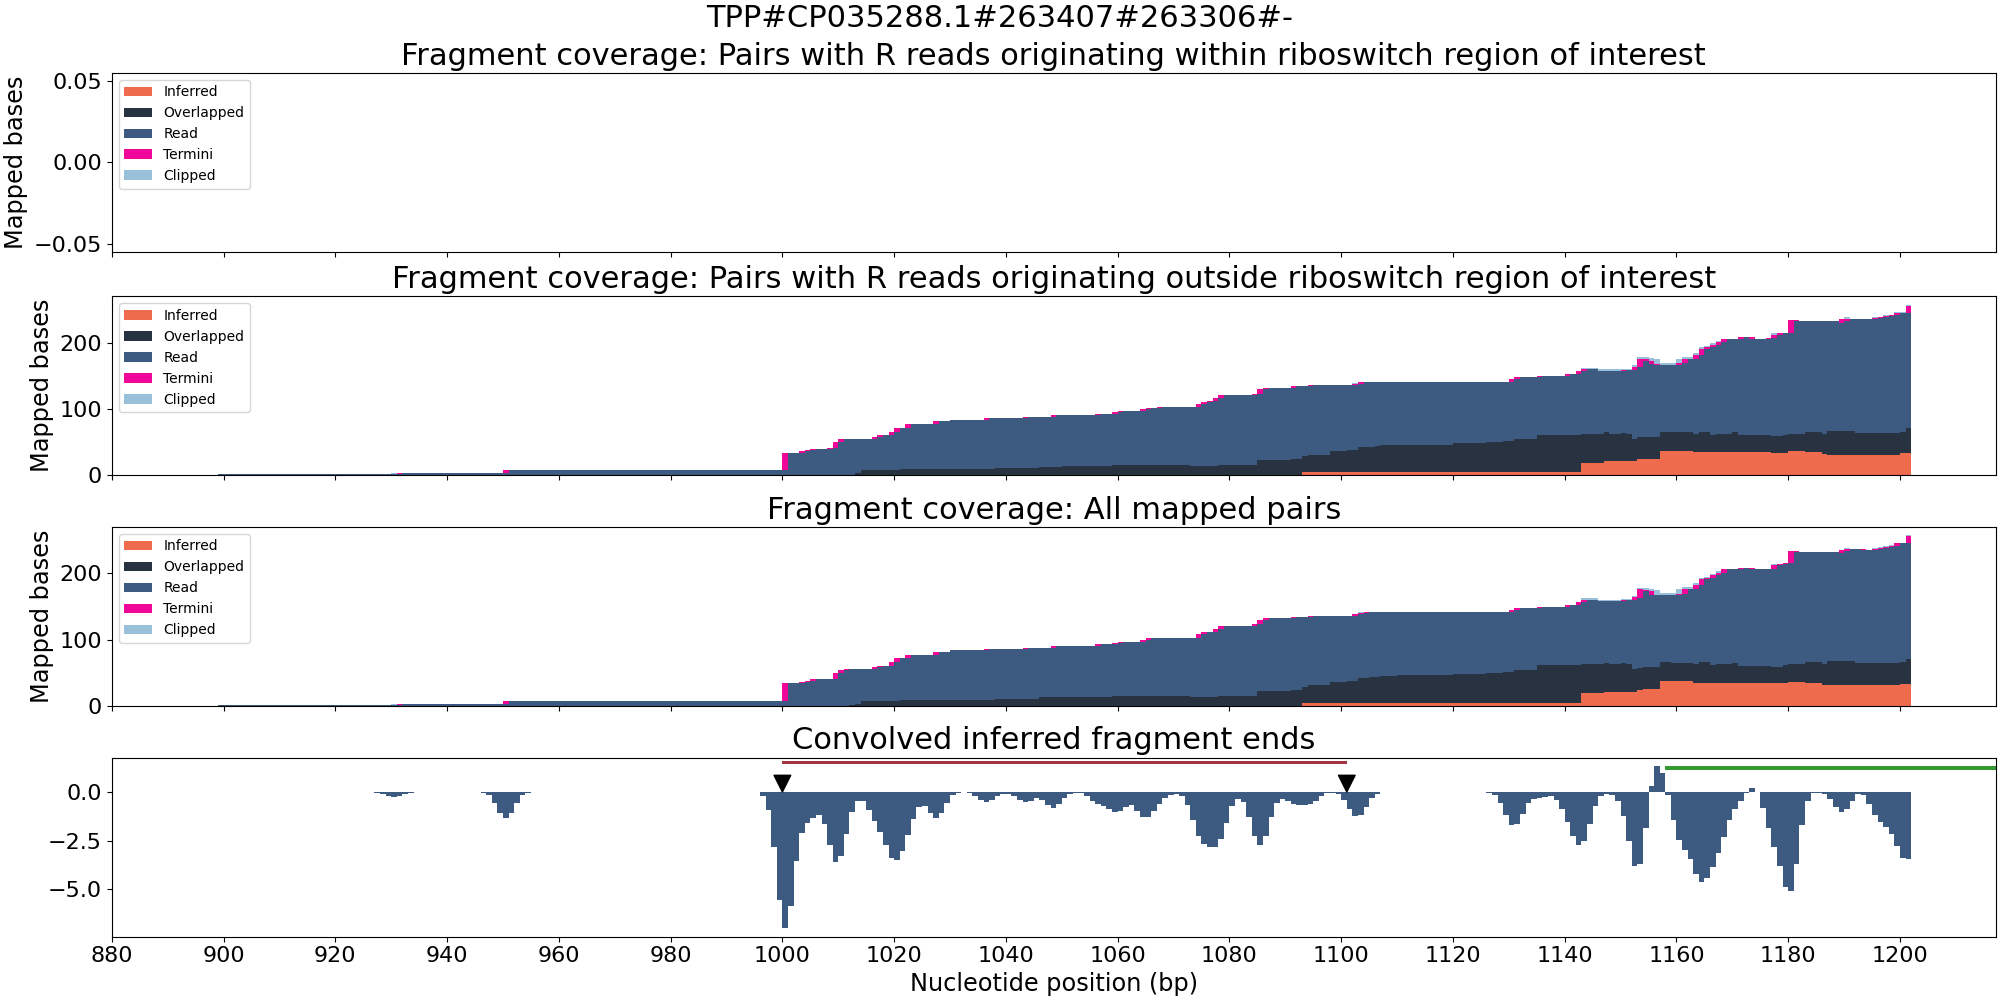 TPP#CP035288.1#263407#263306#-
Fragment coverage: Pairs with R reads originating within riboswitch region of interest
Mapped bases
0.05
0.00
−0.05
Inferred
Overlapped
Read
Termini
Clipped
Fragment coverage: Pairs with R reads originating outside riboswitch region of interest
Mapped bases
200
100
0
Inferred
Overlapped
Read
Termini
Clipped
Fragment coverage: All mapped pairs
Mapped bases
200
100
0
Inferred
Overlapped
Read
Termini
Clipped
Convolved inferred fragment ends
0.0
−2.5
−5.0
880 900 920 940 960 980 1000 1020 1040 1060 1080 1100 1120 1140 1160 1180 1200
Nucleotide position (bp)